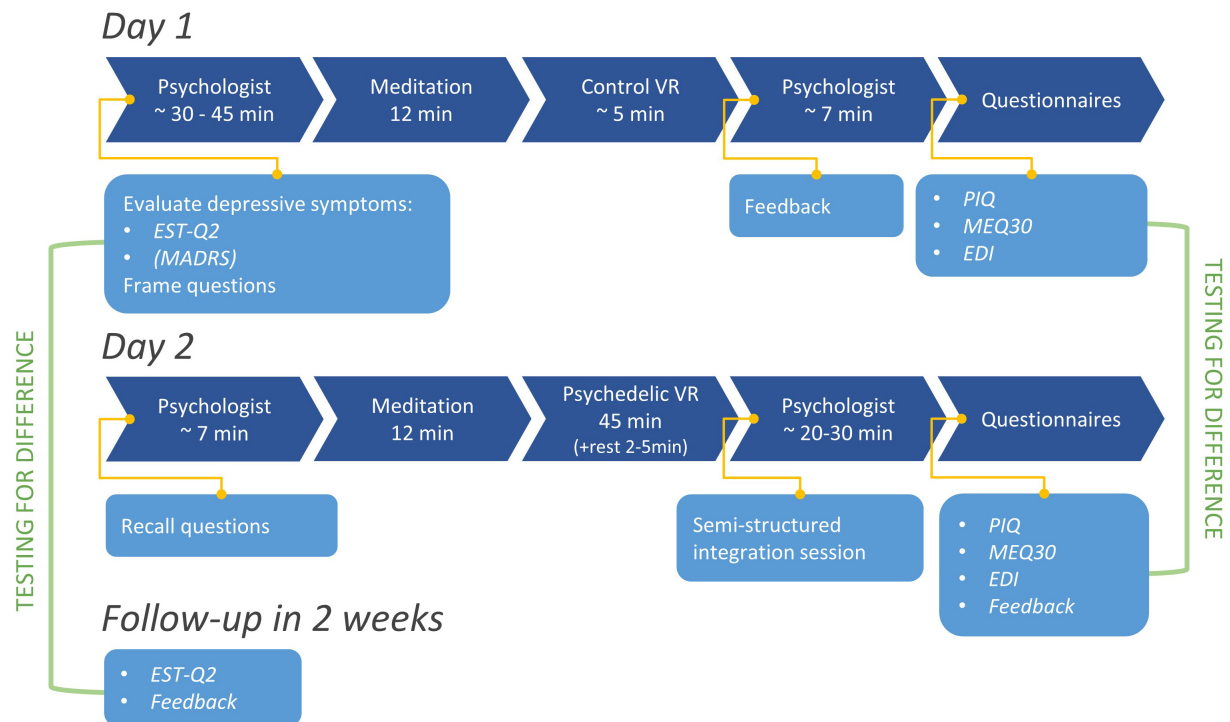 Day 1
Psychologist
~ 30 - 45 min
Meditation
12 min
Control VR
~ 5 min
Psychologist
~ 7 min
Questionnaires
Evaluate depressive symptoms:
• EST-Q2
• (MADRS)
Frame questions
Feedback
• PIQ
• MEQ30
• EDI
TESTING FOR DIFFERENCE
TESTING FOR DIFFERENCE
Day 2
Psychologist
~ 7 min
Meditation
12 min
Psychedelic VR
45 min
(+rest 2-5min)
Psychologist
~ 20-30 min
Questionnaires
Recall questions
Semi-structured
integration session
• PIQ
• MEQ30
• EDI
• Feedback
Follow-up in 2 weeks
• EST-Q2
• Feedback